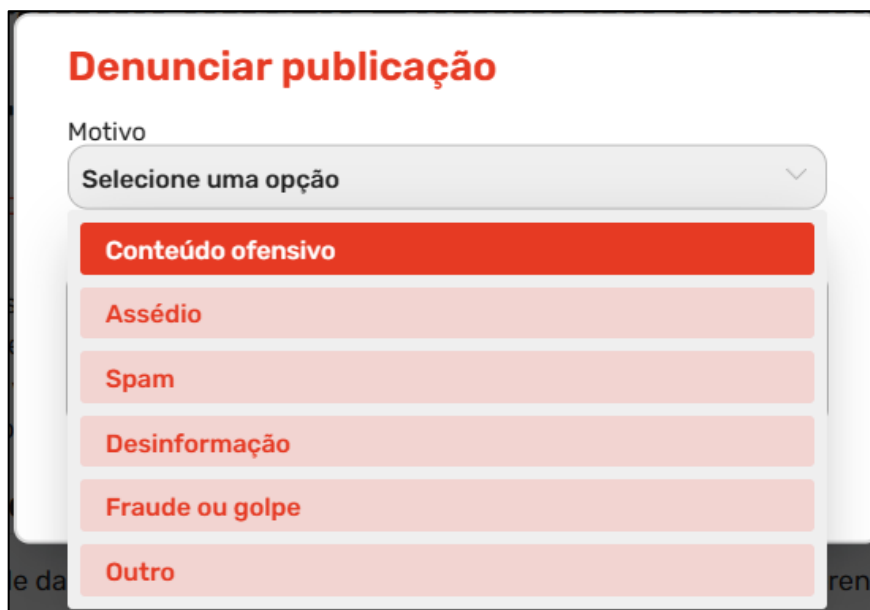 Denunciar publicação
Motivo
Selecione uma opção
Conteúdo ofensivo
Assédio
Spam
Desinformação
Fraude ou golpe
Outro